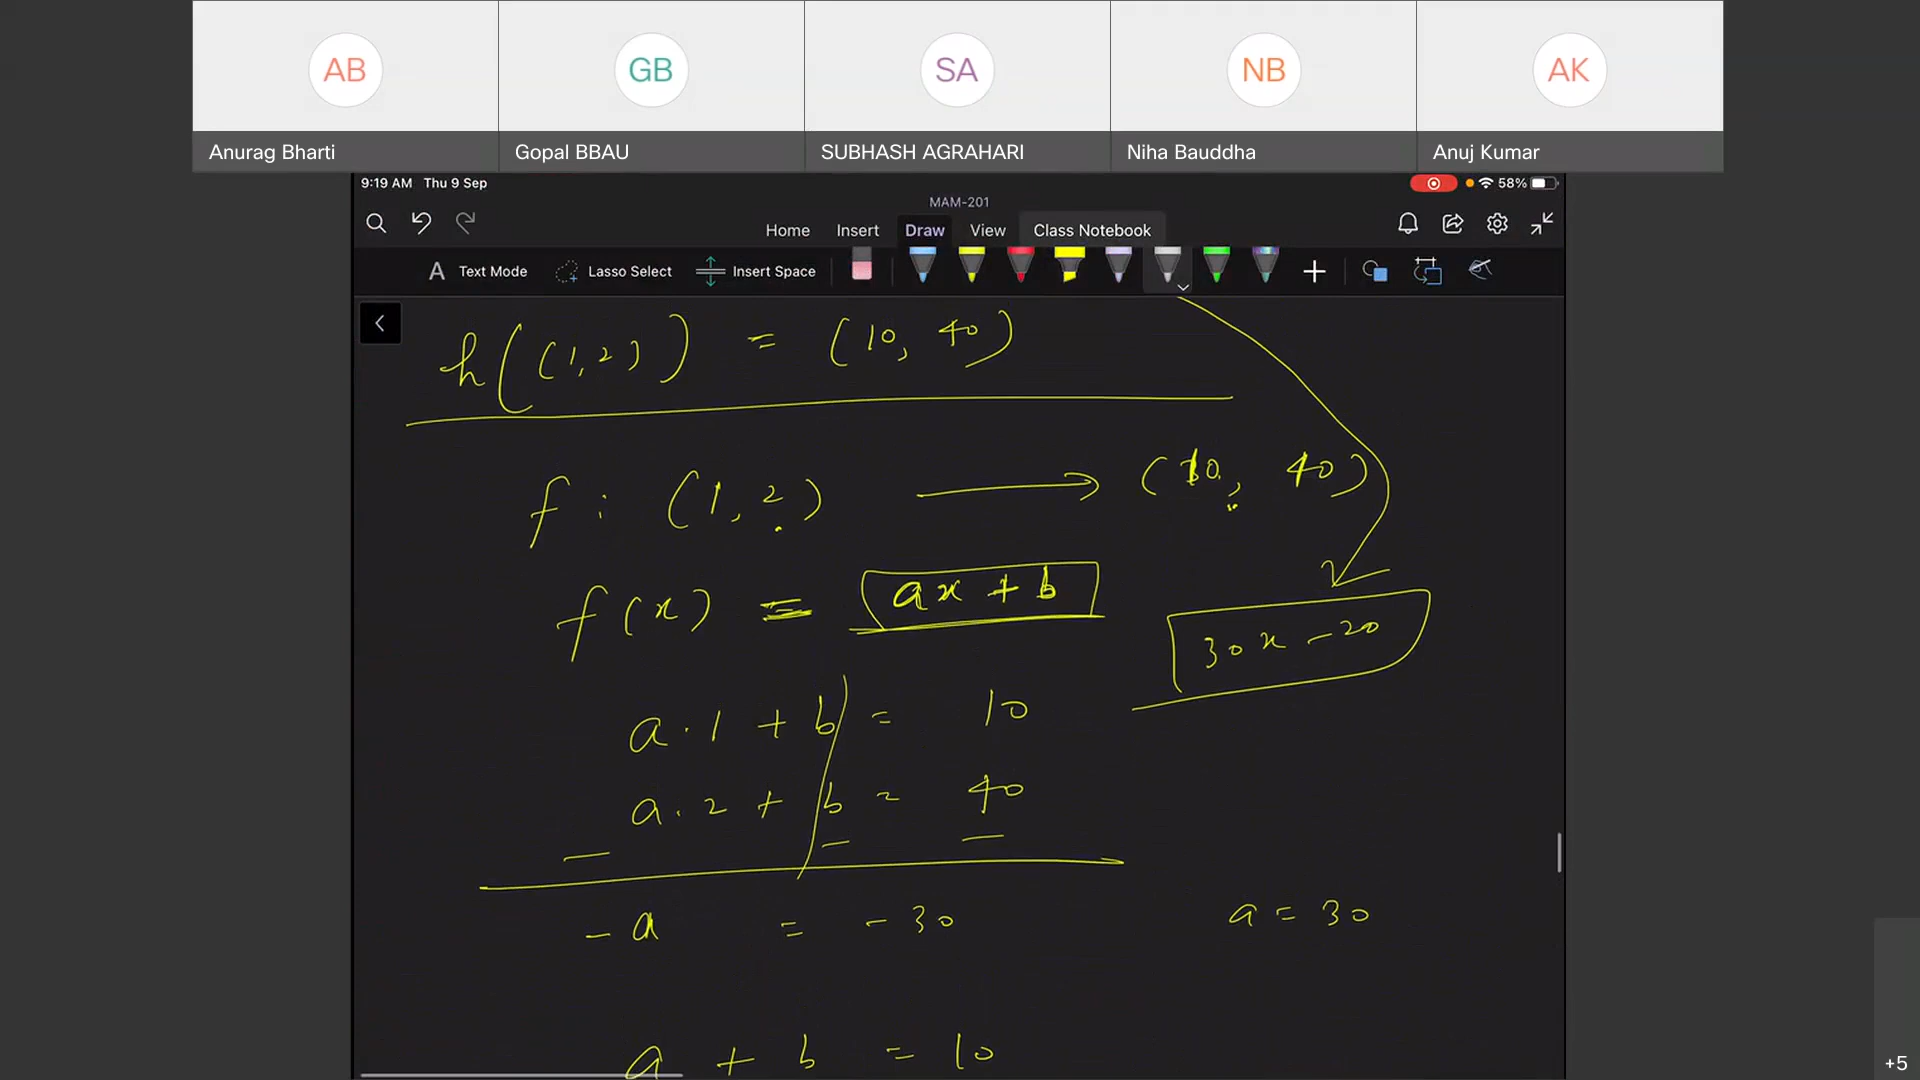 AB GB SA NB AK
Anurag Bharti Gopal BBAU SUBHASH AGRAHARI Niha Bauddha Anuj Kumar
9:19 AM Thu 9 Sep 58%
MAM-201
Home Insert Draw View Class Notebook
A Text Mode Lasso Select Insert Space
h((1,2)) = (10, 40)
f : (1, 2) → (10, 40)
f(x) = ax + b
30x - 20
a.1 + b = 10
a.2 + b = 40
- - -
-a = -30 a = 30
a + b = 10
+5